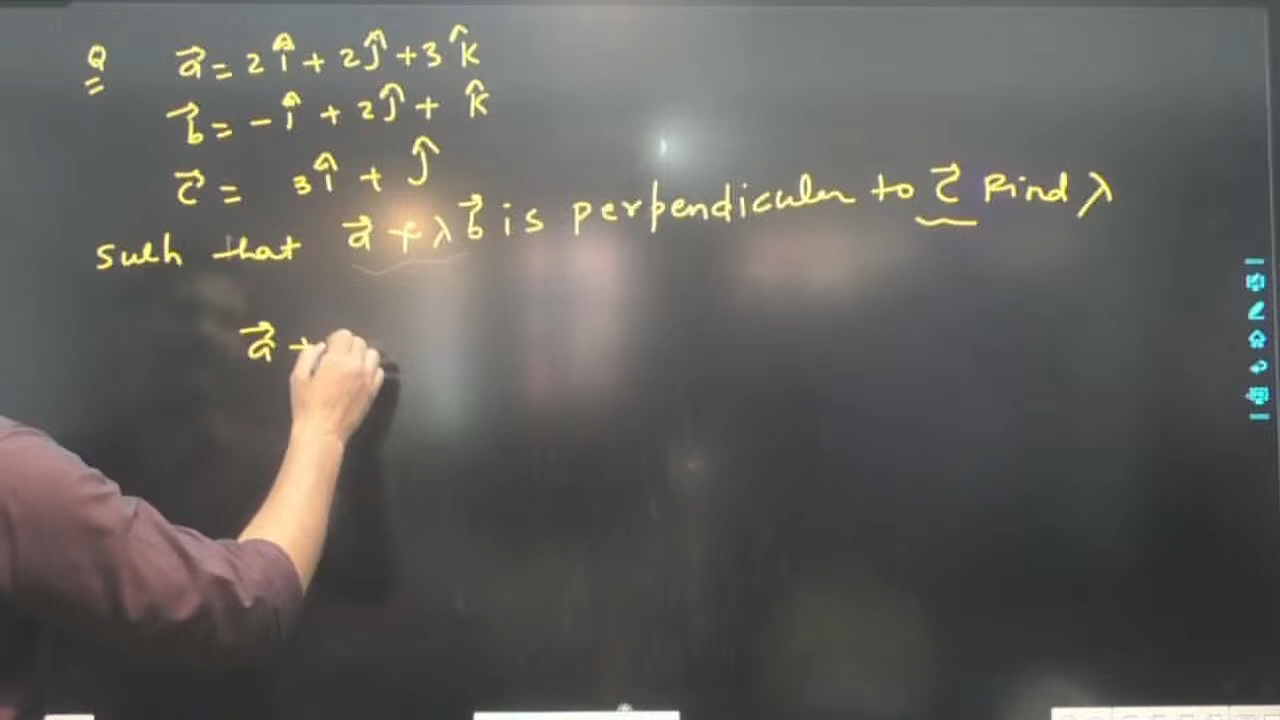 Q a⃗ = 2î + 2ĵ + 3k̂
b⃗ = -î + 2ĵ + k̂
c⃗ = 3î + ĵ
Such that a⃗ + λb⃗ is perpendicular to c⃗ Find λ
a⃗ +